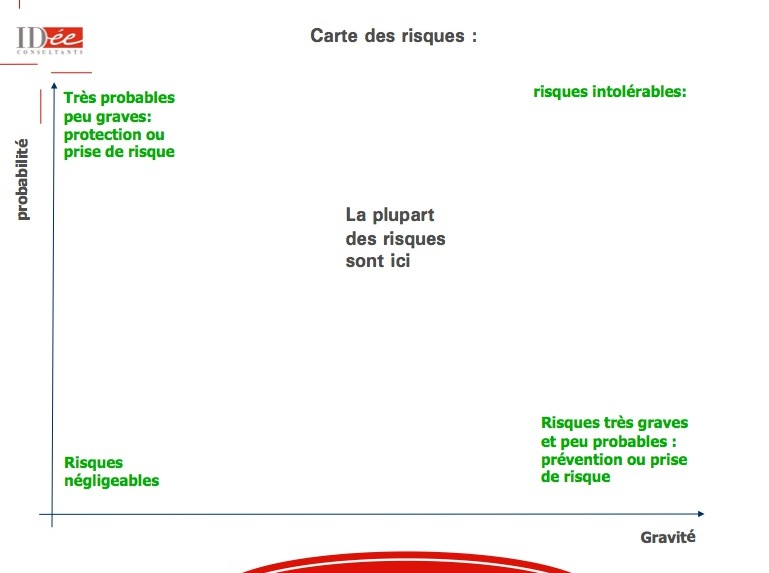 IDée
CONSULTANTS
Carte des risques :
Très probables
peu graves:
protection ou
prise de risque
risques intolérables:
probabilité
La plupart
des risques
sont ici
Risques très graves
et peu probables :
prévention ou prise
de risque
Risques
négligeables
Gravité